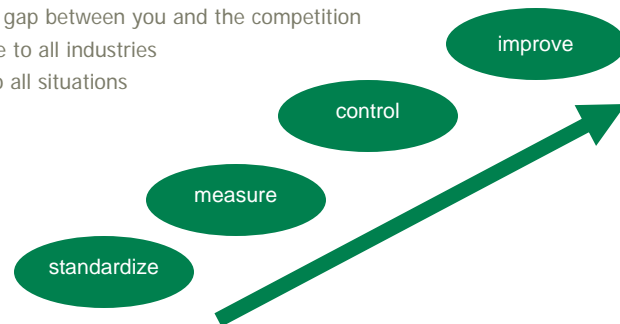 gap between you and the competition
improve
e to all industries
all situations
control
measure
standardize